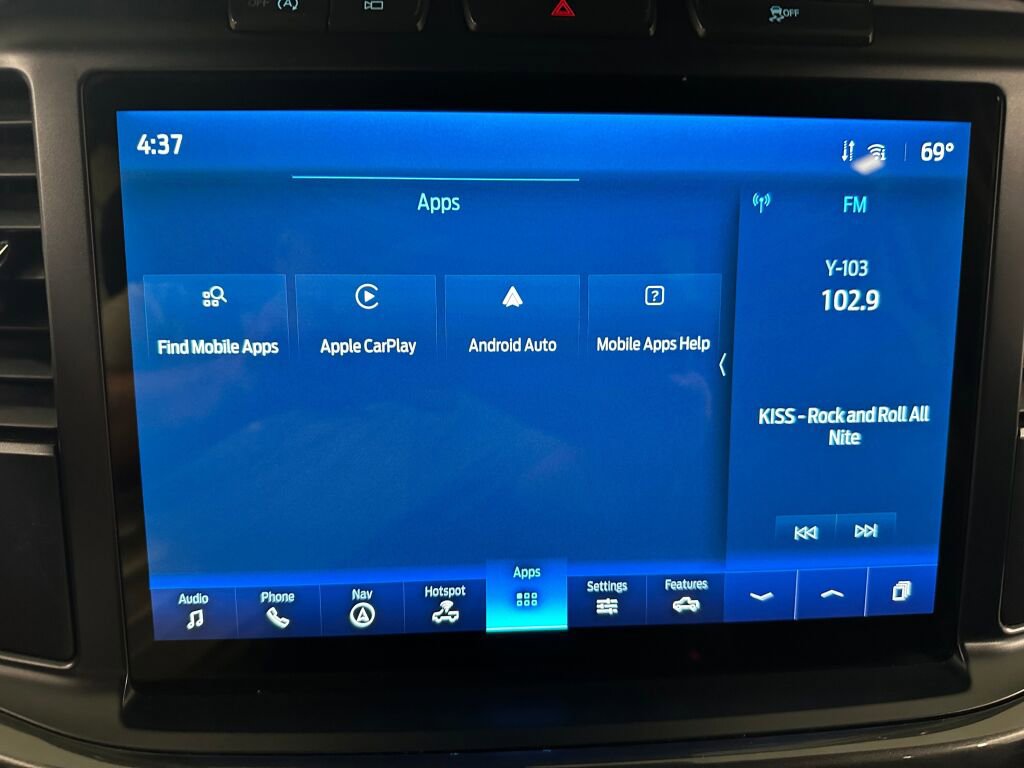 OFF
OFF
4:37
69°
Apps
FM
Y-103
102.9
Find Mobile Apps
Apple CarPlay
Android Auto
Mobile Apps Help
KISS - Rock and Roll All
Nite
Audio
Phone
Nav
Hotspot
Apps
Settings
Features